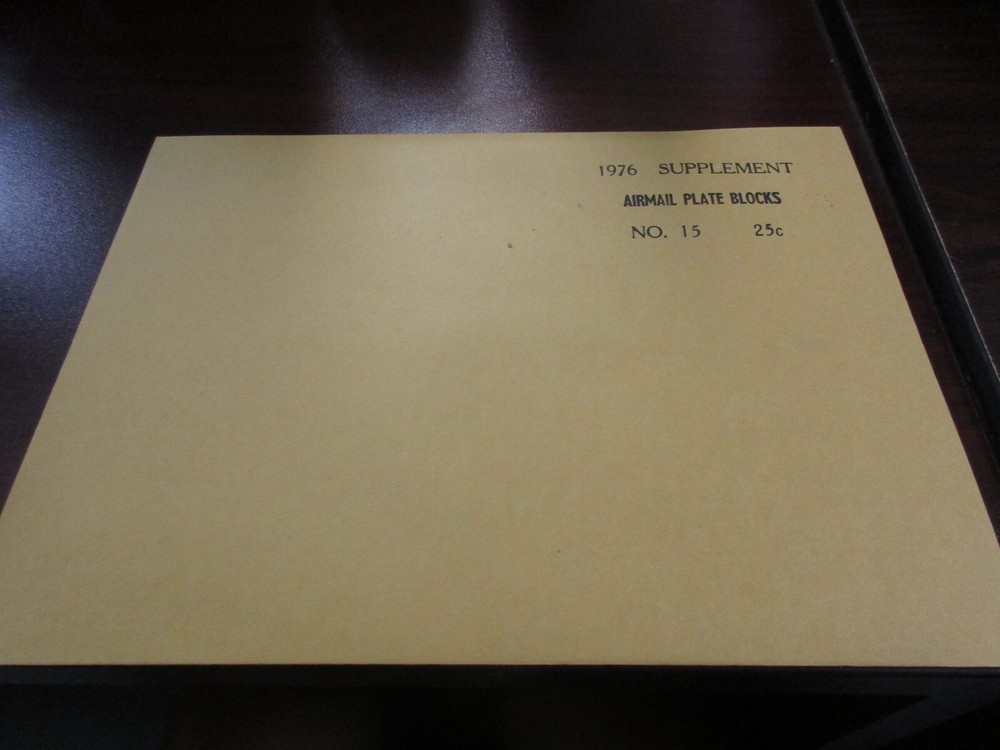 1976 SUPPLEMENT
AIRMAIL PLATE BLOCKS
NO. 15 25c